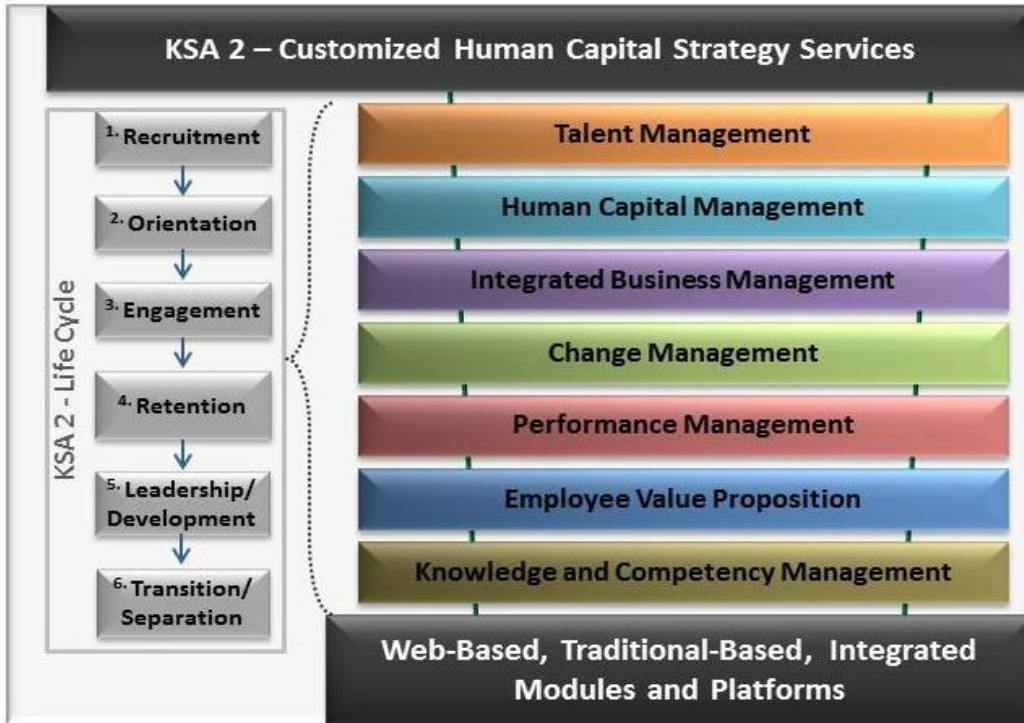 KSA 2 – Customized Human Capital Strategy Services
KSA 2 - Life Cycle
1. Recruitment
2. Orientation
3. Engagement
4. Retention
5. Leadership/
Development
6. Transition/
Separation
Talent Management
Human Capital Management
Integrated Business Management
Change Management
Performance Management
Employee Value Proposition
Knowledge and Competency Management
Web-Based, Traditional-Based, Integrated
Modules and Platforms